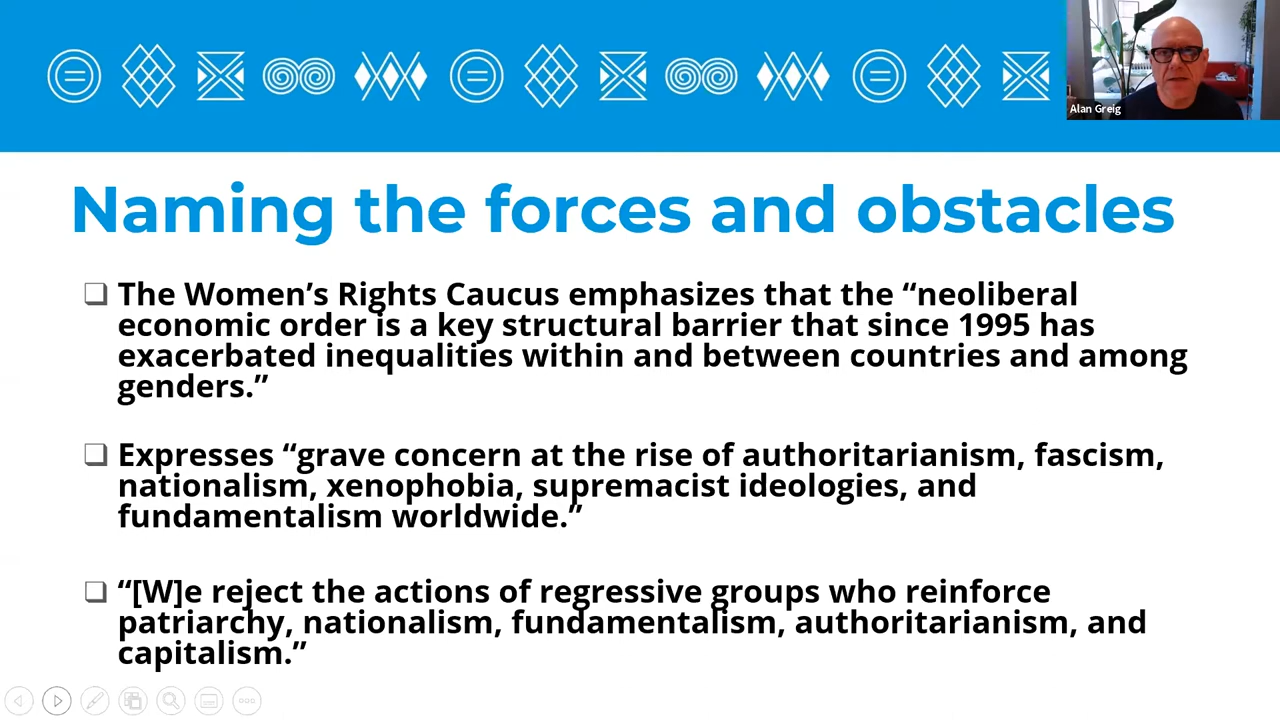 Alan Greig
Naming the forces and obstacles
❑ The Women’s Rights Caucus emphasizes that the “neoliberal
economic order is a key structural barrier that since 1995 has
exacerbated inequalities within and between countries and among
genders.”
❑ Expresses “grave concern at the rise of authoritarianism, fascism,
nationalism, xenophobia, supremacist ideologies, and
fundamentalism worldwide.”
❑ “[W]e reject the actions of regressive groups who reinforce
patriarchy, nationalism, fundamentalism, authoritarianism, and
capitalism.”